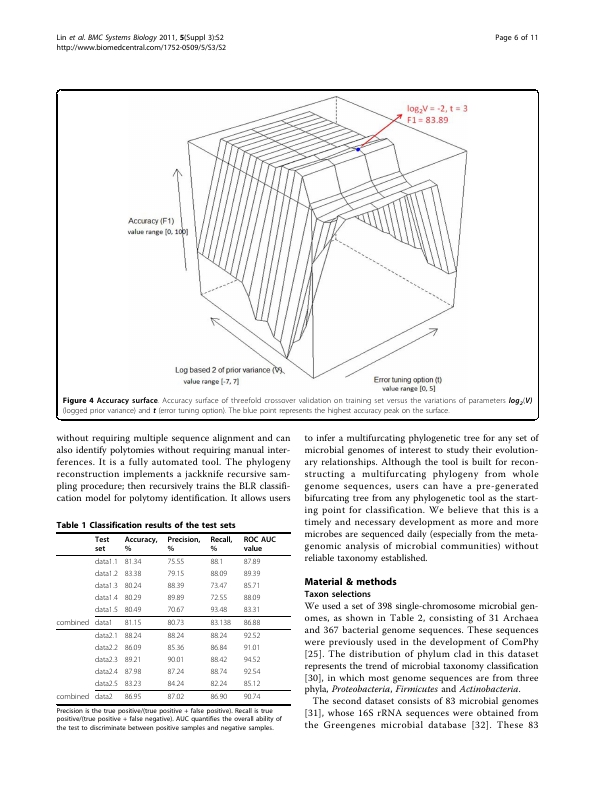 Lin et al. BMC Systems Biology 2011, 5(Suppl 3):S2
http://www.biomedcentral.com/1752-0509/5/S3/S2
Page 6 of 11
log2V = -2, t = 3
F1 = 83.89
Accuracy (F1)
value range [0, 100]
Log based 2 of prior variance (V)
value range [-7, 7]
Error tuning option (t)
value range [0, 5]
Figure 4 Accuracy surface. Accuracy surface of threefold crossover validation on training set versus the variations of parameters log2(V)
(logged prior variance) and t (error tuning option). The blue point represents the highest accuracy peak on the surface.
without requiring multiple sequence alignment and can
also identify polytomies without requiring manual inter-
ferences. It is a fully automated tool. The phylogeny
reconstruction implements a jackknife recursive sam-
pling procedure; then recursively trains the BLR classifi-
cation model for polytomy identification. It allows users
Table 1 Classification results of the test sets
Test set Accuracy, % Precision, % Recall, % ROC AUC value
data1.1 81.34 75.55 88.1 87.89
data1.2 83.38 79.15 88.09 89.39
data1.3 80.24 88.39 73.47 85.71
data1.4 80.29 89.89 72.55 88.09
data1.5 80.49 70.67 93.48 83.31
combined data1 81.15 80.73 83.138 86.88
data2.1 88.24 88.24 88.24 92.52
data2.2 86.09 85.36 86.84 91.01
data2.3 89.21 90.01 88.42 94.52
data2.4 87.98 87.24 88.74 92.54
data2.5 83.23 84.24 82.24 85.12
combined data2 86.95 87.02 86.90 90.74
Precision is the true positive/(true positive + false positive). Recall is true
positive/(true positive + false negative). AUC quantifies the overall ability of
the test to discriminate between positive samples and negative samples.
to infer a multifurcating phylogenetic tree for any set of
microbial genomes of interest to study their evolution-
ary relationships. Although the tool is built for recon-
structing a multifurcating phylogeny from whole
genome sequences, users can have a pre-generated
bifurcating tree from any phylogenetic tool as the start-
ing point for classification. We believe that this is a
timely and necessary development as more and more
microbes are sequenced daily (especially from the meta-
genomic analysis of microbial communities) without
reliable taxonomy established.
Material & methods
Taxon selections
We used a set of 398 single-chromosome microbial gen-
omes, as shown in Table 2, consisting of 31 Archaea
and 367 bacterial genome sequences. These sequences
were previously used in the development of ComPhy
[25]. The distribution of phylum clad in this dataset
represents the trend of microbial taxonomy classification
[30], in which most genome sequences are from three
phyla, Proteobacteria, Firmicutes and Actinobacteria.
The second dataset consists of 83 microbial genomes
[31], whose 16S rRNA sequences were obtained from
the Greengenes microbial database [32]. These 83